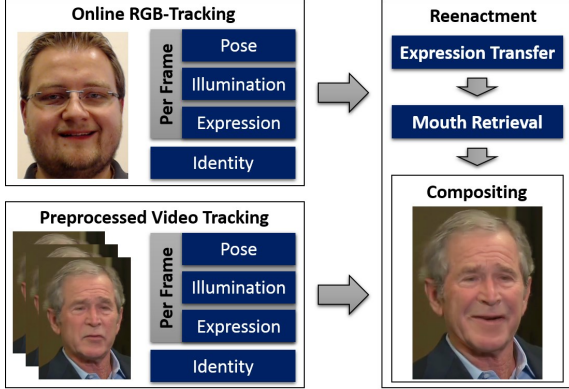 Online RGB-Tracking
Per Frame
Pose
Illumination
Expression
Identity
Preprocessed Video Tracking
Per Frame
Pose
Illumination
Expression
Identity
Reenactment
Expression Transfer
Mouth Retrieval
Compositing